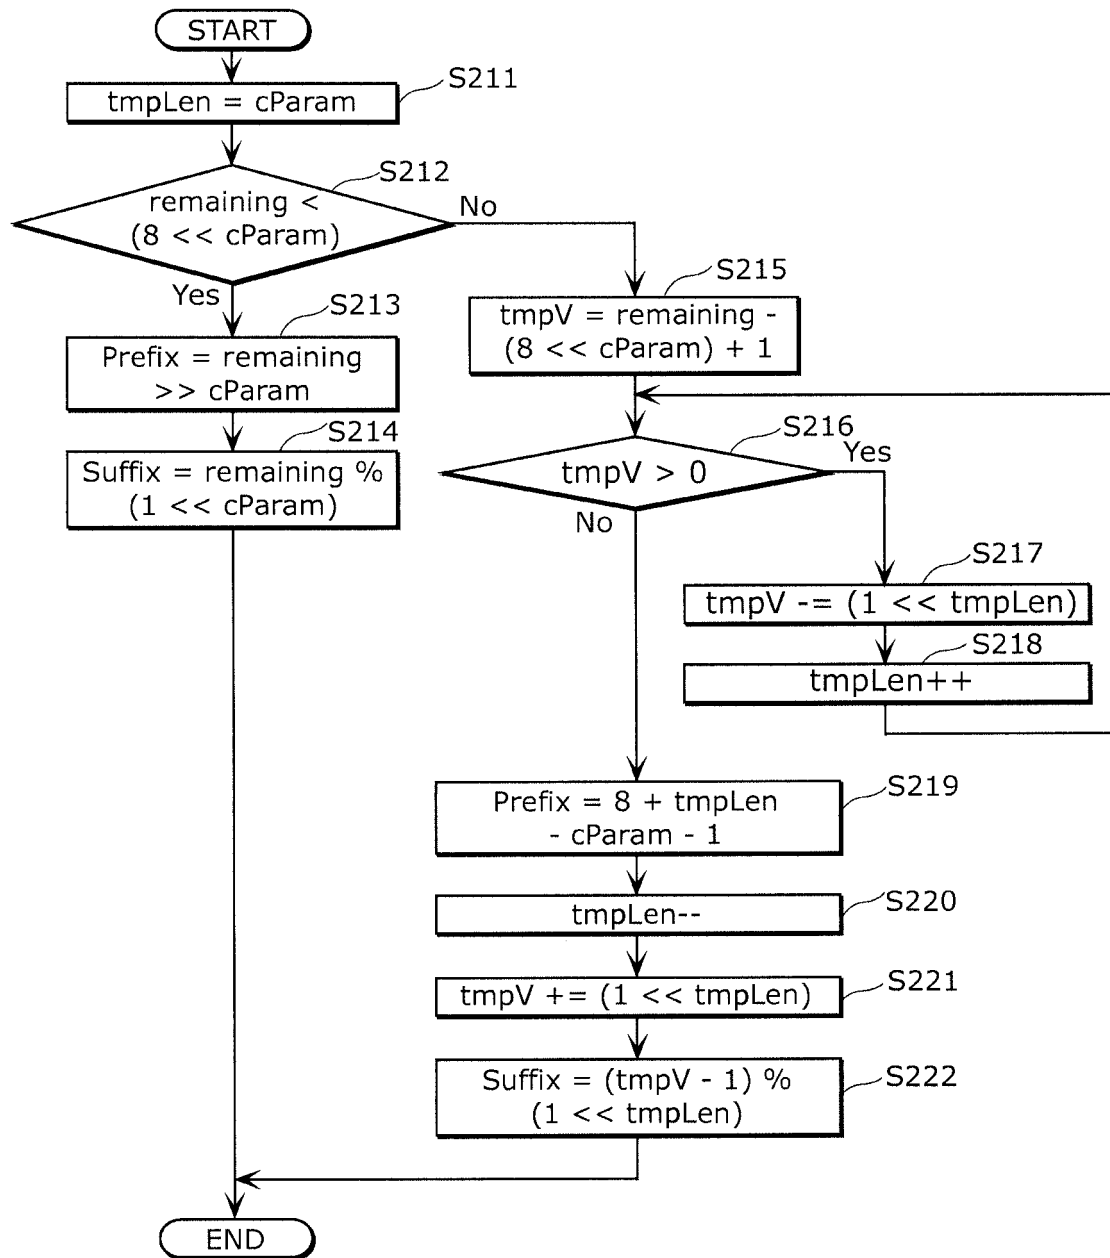 START
S211
tmpLen = cParam
S212
remaining <
(8 << cParam)
No
Yes
S213
Prefix = remaining
>> cParam
S214
Suffix = remaining %
(1 << cParam)
S215
tmpV = remaining -
(8 << cParam) + 1
S216
tmpV > 0
Yes
No
S217
tmpV -= (1 << tmpLen)
S218
tmpLen++
S219
Prefix = 8 + tmpLen
- cParam - 1
S220
tmpLen--
S221
tmpV += (1 << tmpLen)
S222
Suffix = (tmpV - 1) %
(1 << tmpLen)
END